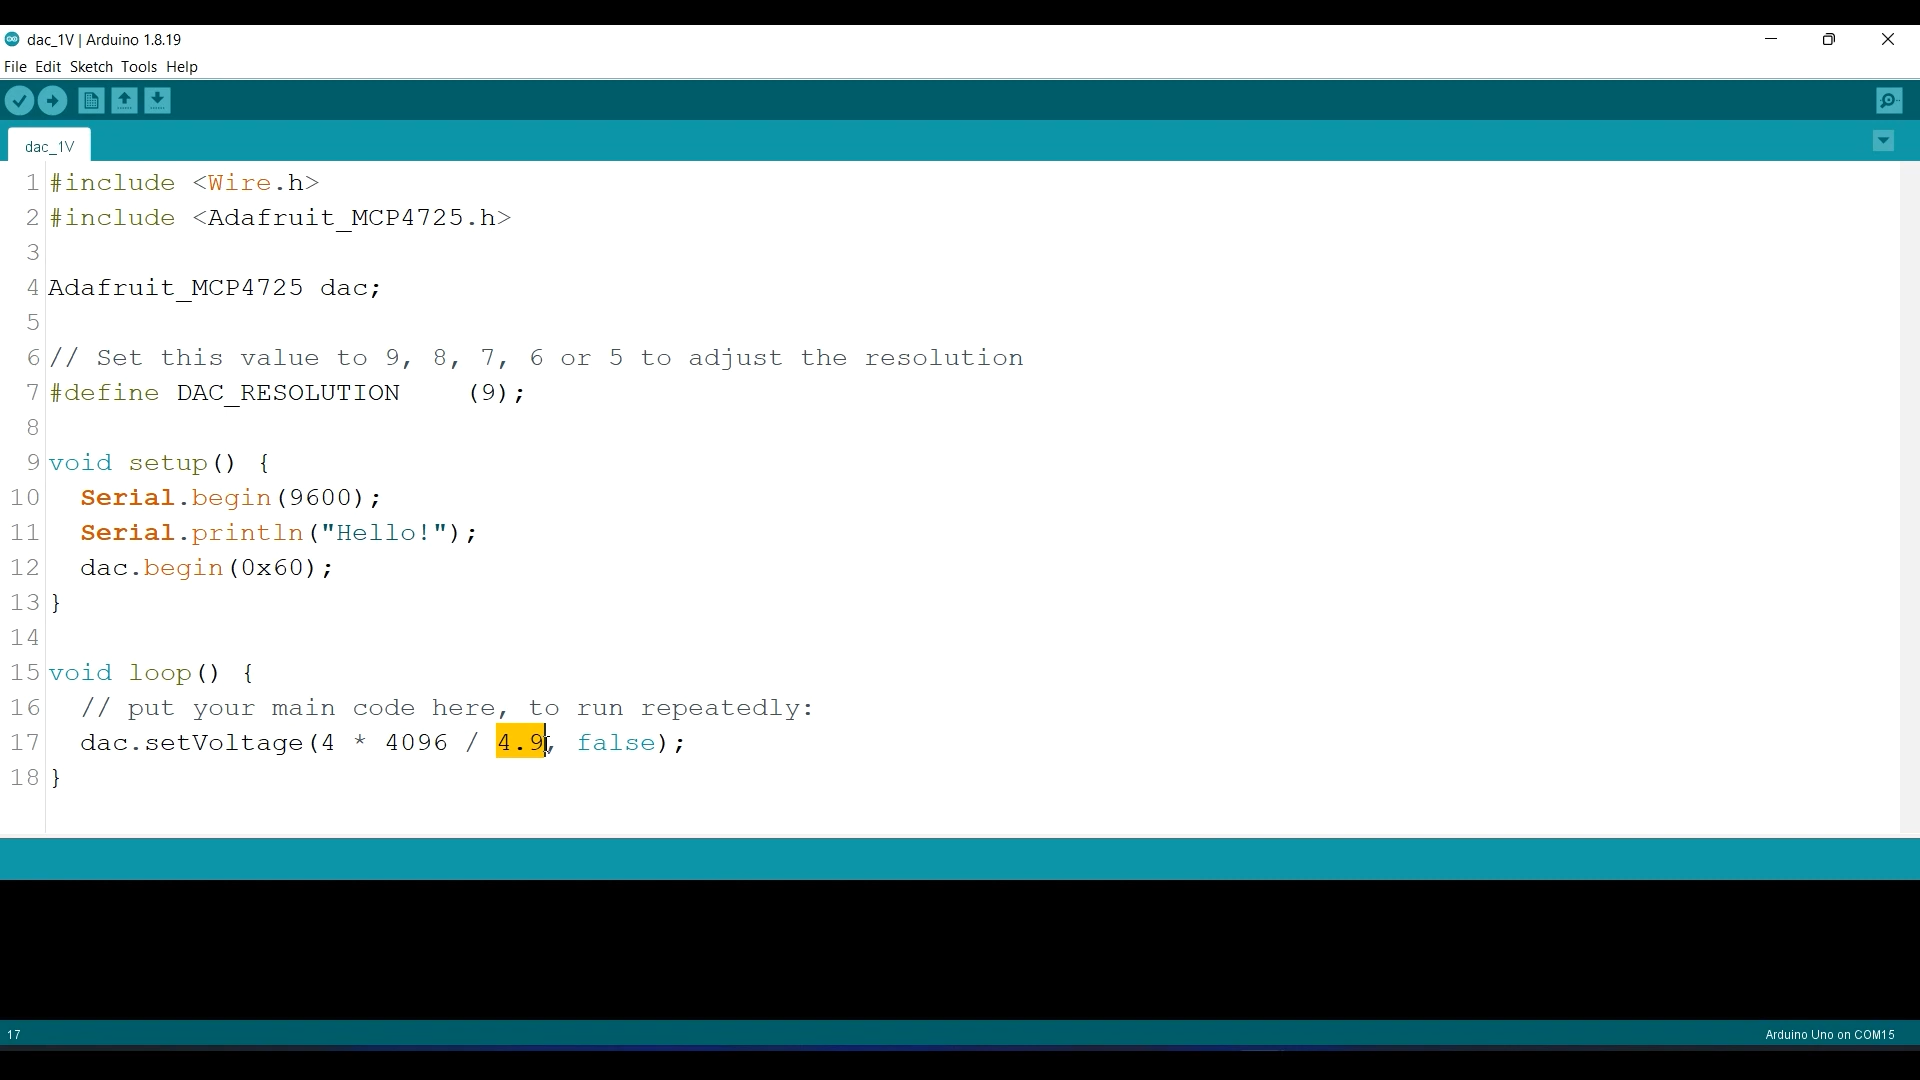 dac_1V | Arduino 1.8.19
File Edit Sketch Tools Help
dac_1V
1 #include <Wire.h>
2 #include <Adafruit_MCP4725.h>
3
4 Adafruit_MCP4725 dac;
5
6 // Set this value to 9, 8, 7, 6 or 5 to adjust the resolution
7 #define DAC_RESOLUTION    (9);
8
9 void setup() {
10   Serial.begin(9600);
11   Serial.println("Hello!");
12   dac.begin(0x60);
13 }
14
15 void loop() {
16   // put your main code here, to run repeatedly:
17   dac.setVoltage(4 * 4096 / 4.9, false);
18 }
17 Arduino Uno on COM15